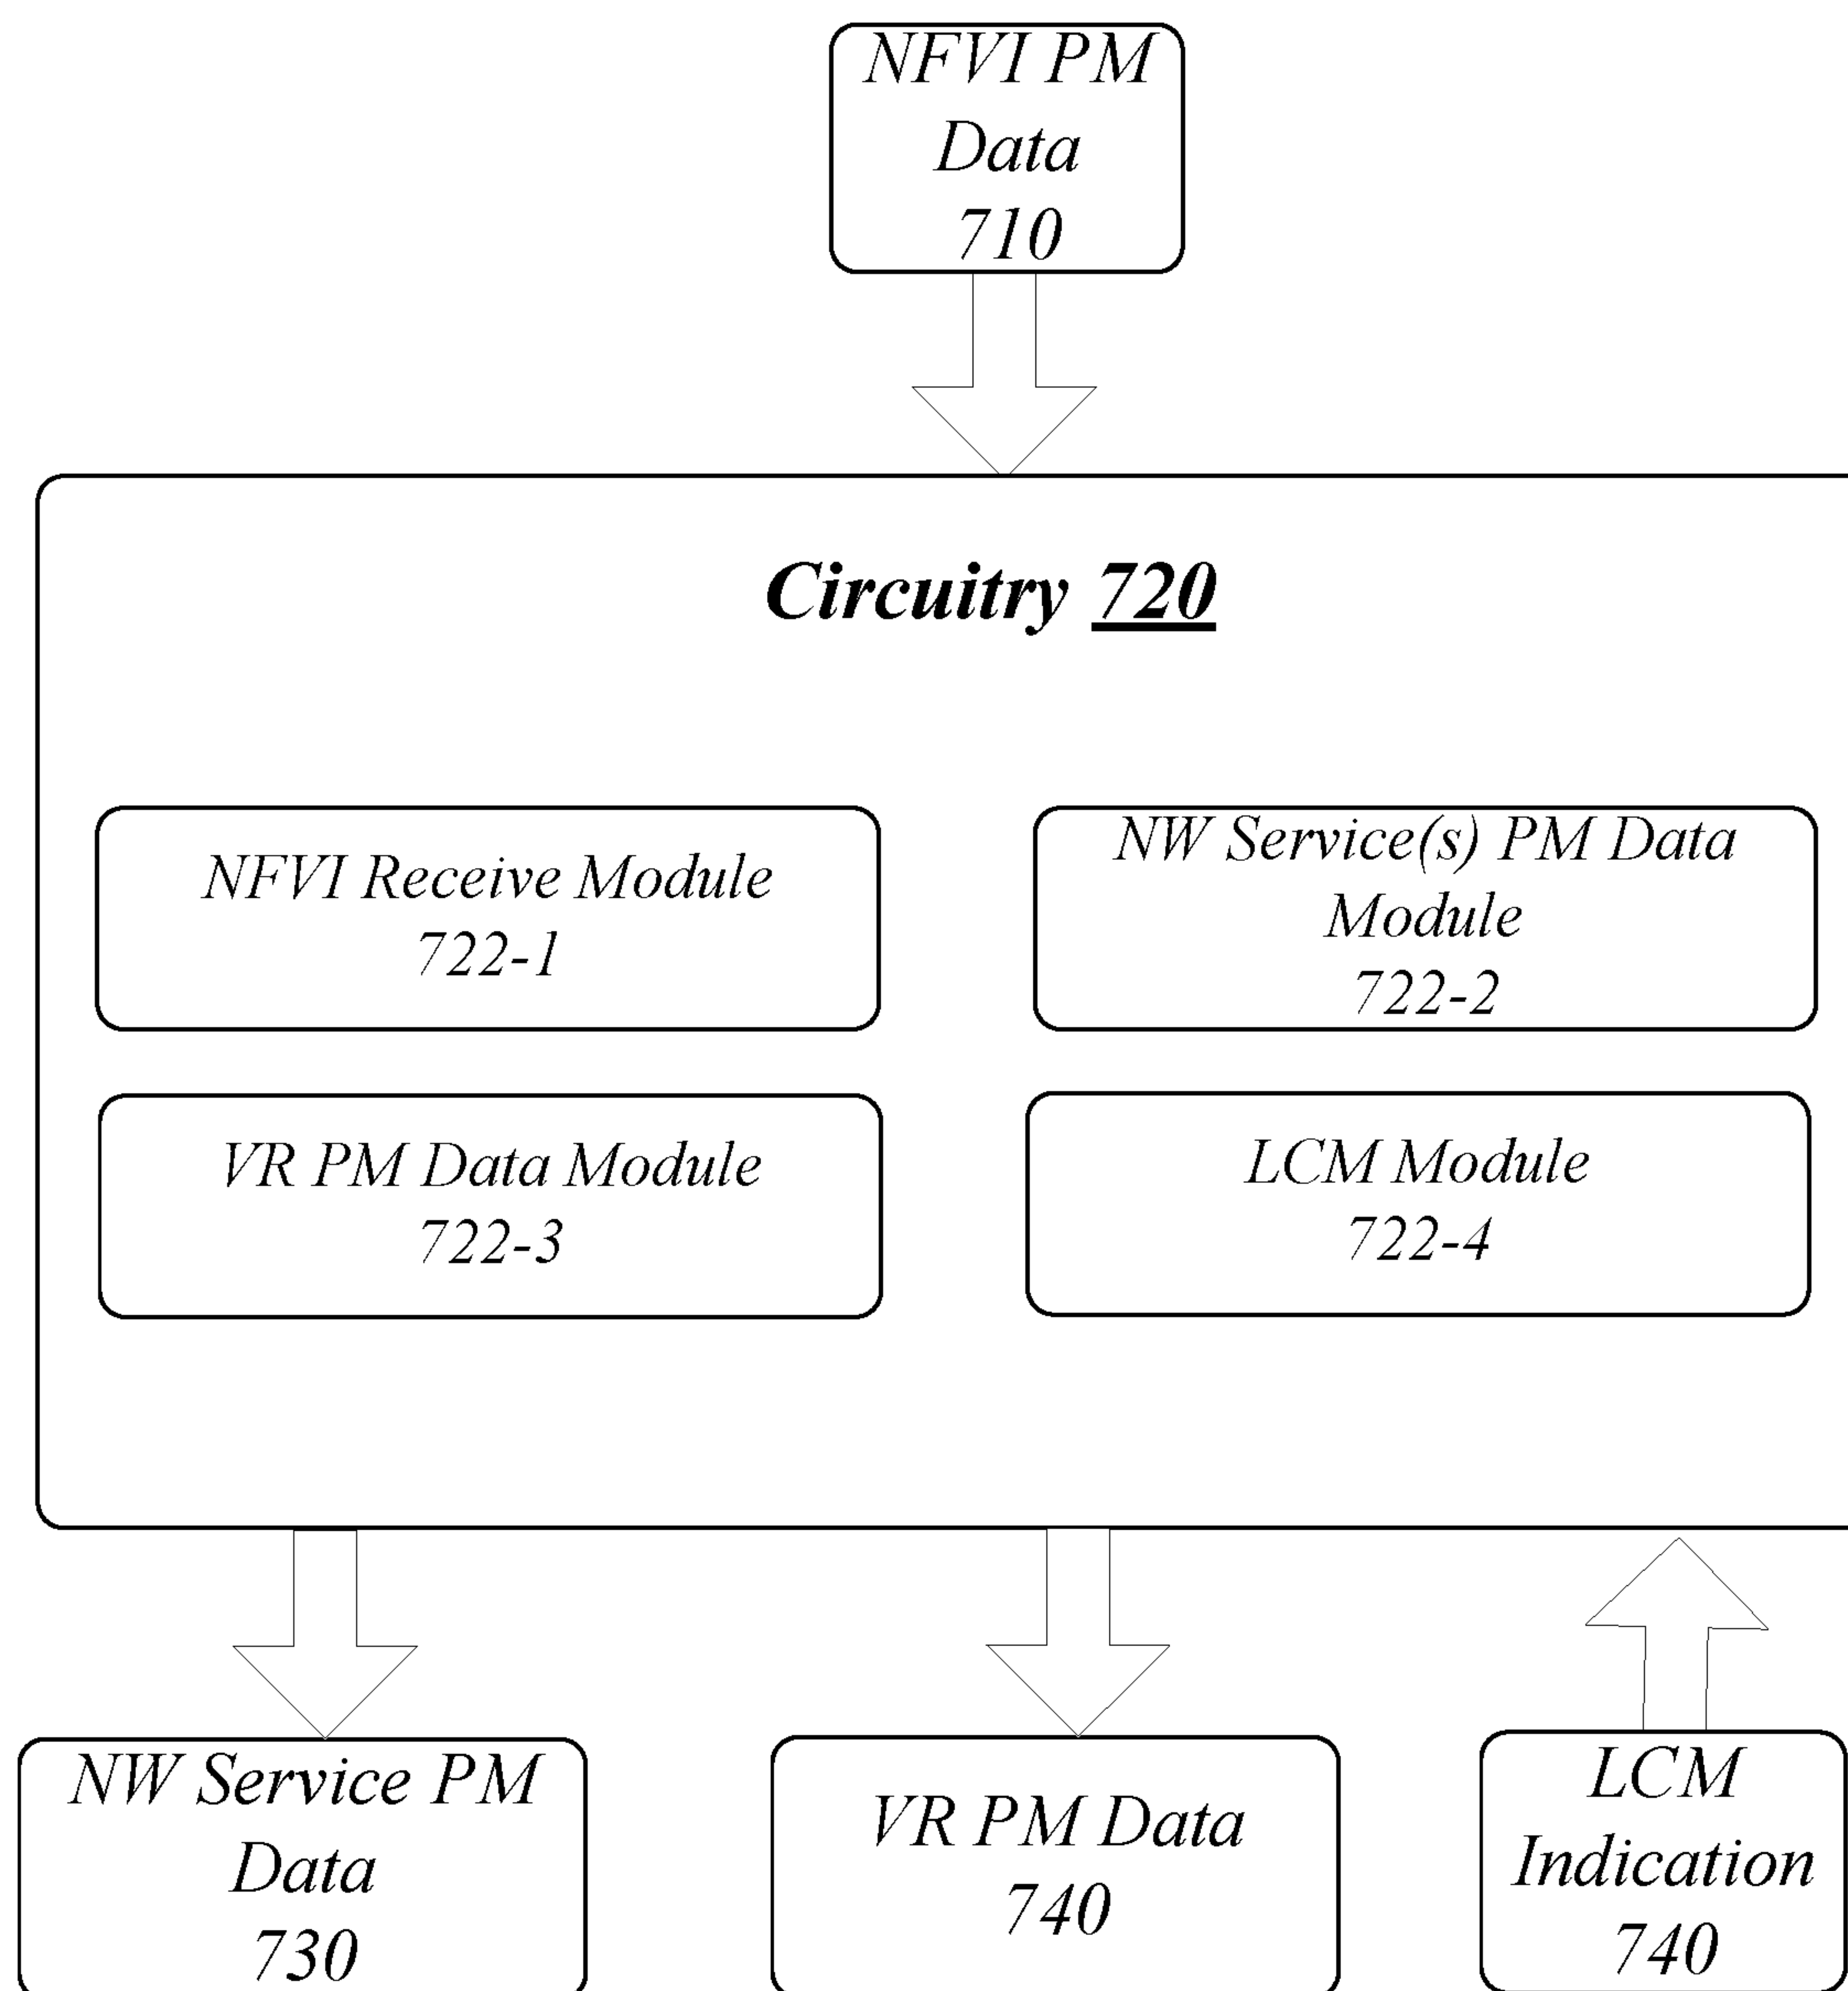 NFVI PM
Data
710
Circuitry 720
NFVI Receive Module
722-1
NW Service(s) PM Data
Module
722-2
VR PM Data Module
722-3
LCM Module
722-4
NW Service PM
Data
730
VR PM Data
740
LCM
Indication
740